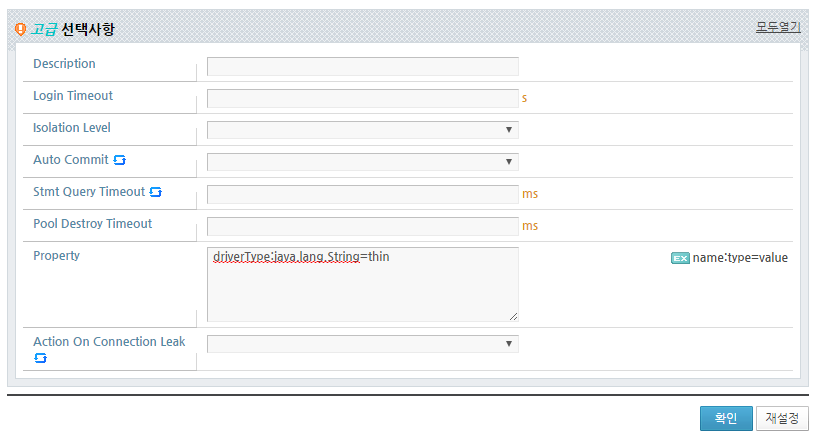 고급 선택사항
모두열기
Description
Login Timeout
s
Isolation Level
Auto Commit
Stmt Query Timeout
ms
Pool Destroy Timeout
ms
Property
driverType:java.lang.String=thin
EX name:type=value
Action On Connection Leak
확인
재설정